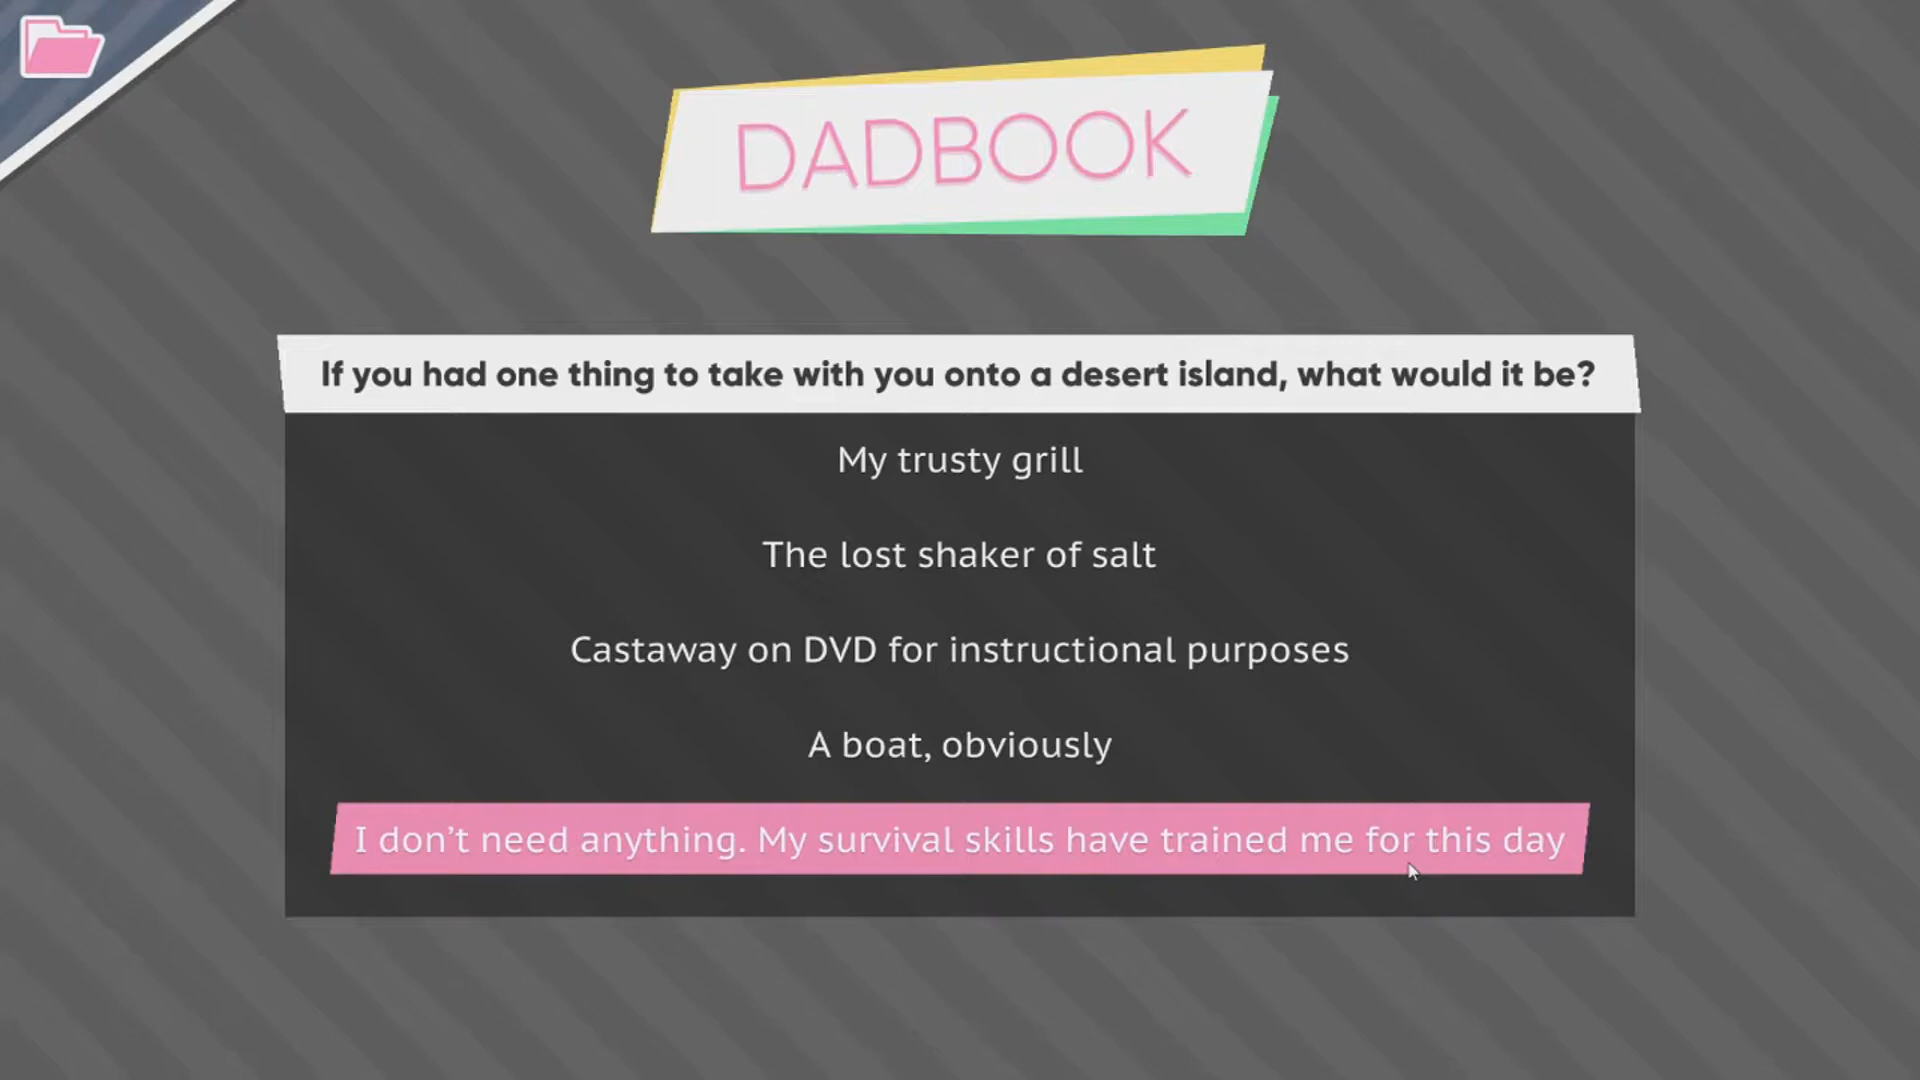 DADBOOK
If you had one thing to take with you onto a desert island, what would it be?
My trusty grill
The lost shaker of salt
Castaway on DVD for instructional purposes
A boat, obviously
I don’t need anything. My survival skills have trained me for this day